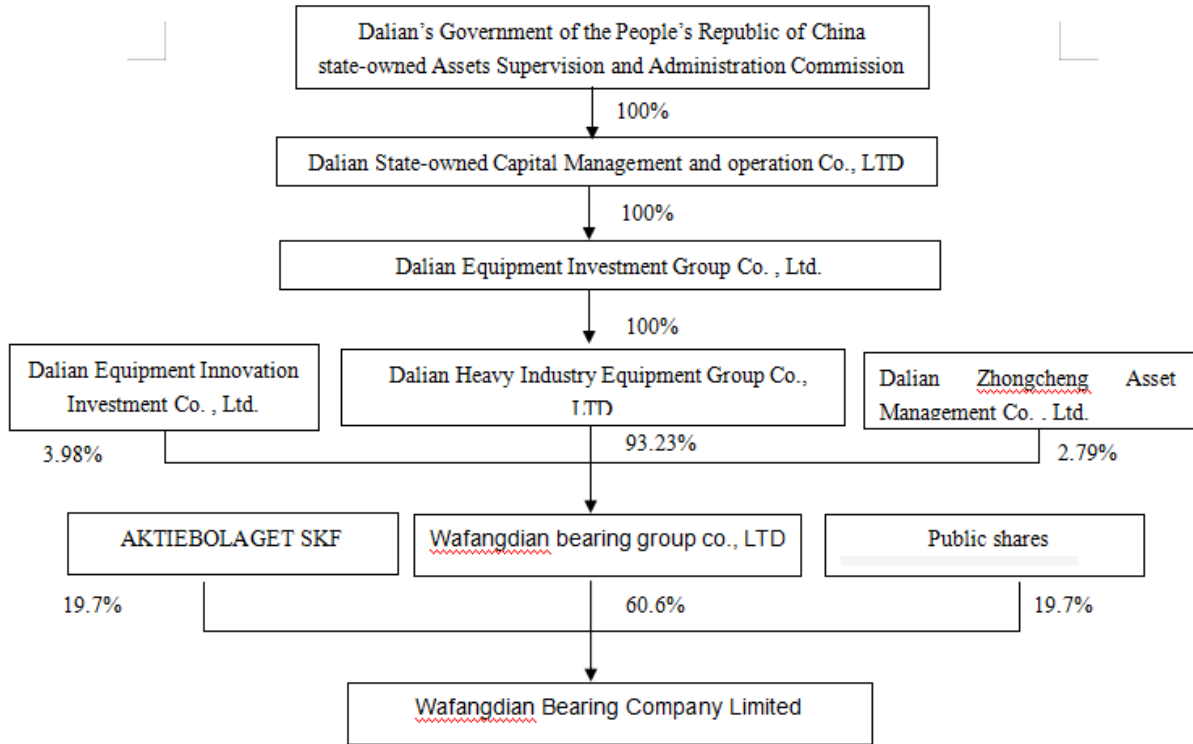 Dalian’s Government of the People’s Republic of China
state-owned Assets Supervision and Administration Commission
100%
Dalian State-owned Capital Management and operation Co., LTD
100%
Dalian Equipment Investment Group Co. , Ltd.
100%
Dalian Equipment Innovation
Investment Co. , Ltd.
Dalian Heavy Industry Equipment Group Co.,
LTD
Dalian Zhongcheng Asset
Management Co. , Ltd.
3.98%
93.23%
2.79%
AKTIEBOLAGET SKF
Wafangdian bearing group co., LTD
Public shares
19.7%
60.6%
19.7%
Wafangdian Bearing Company Limited